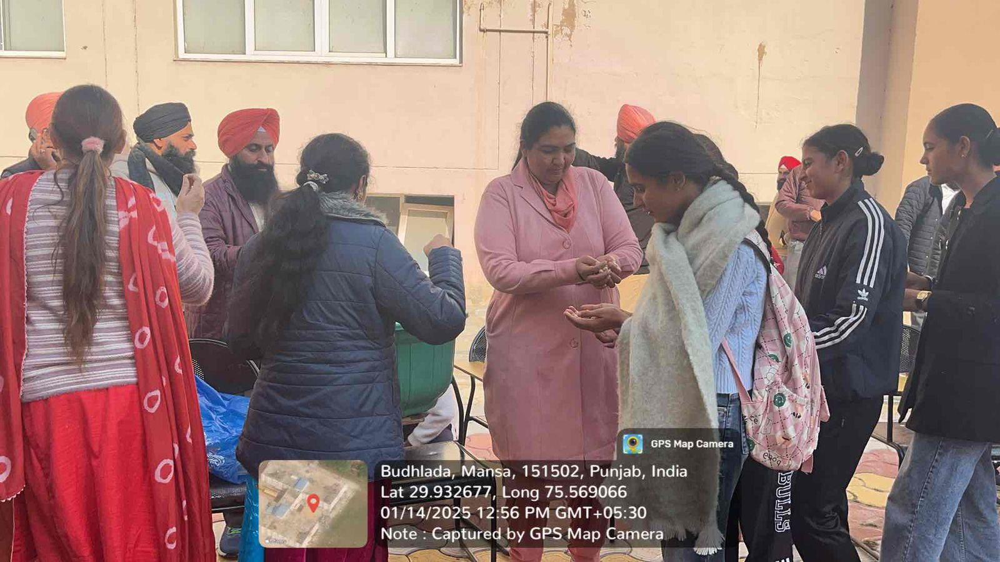 adidas
adidas
BULLS
GPS Map Camera
Budhlada, Mansa, 151502, Punjab, India
Lat 29.932677, Long 75.569066
01/14/2025 12:56 PM GMT+05:30
Note : Captured by GPS Map Camera